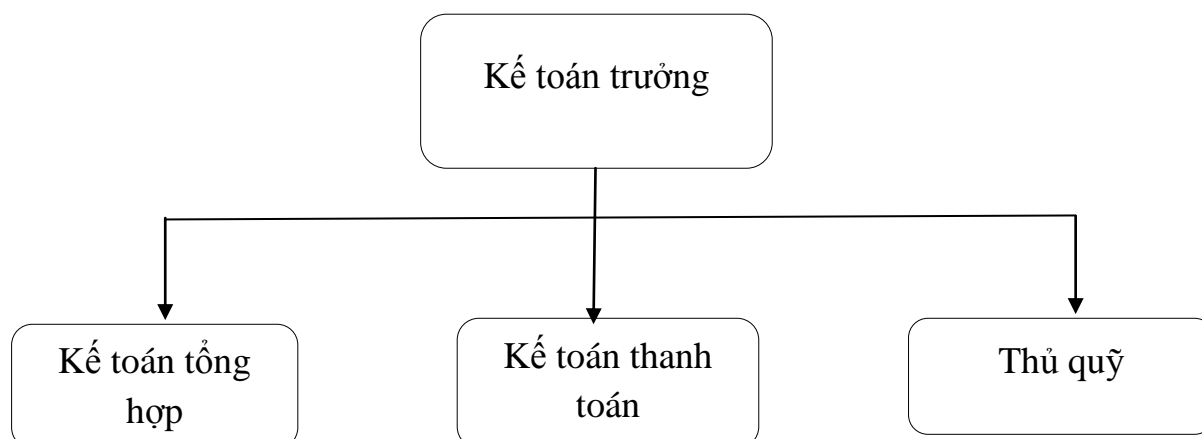 Kế toán trưởng
Kế toán tổng
hợp
Kế toán thanh
toán
Thủ quỹ